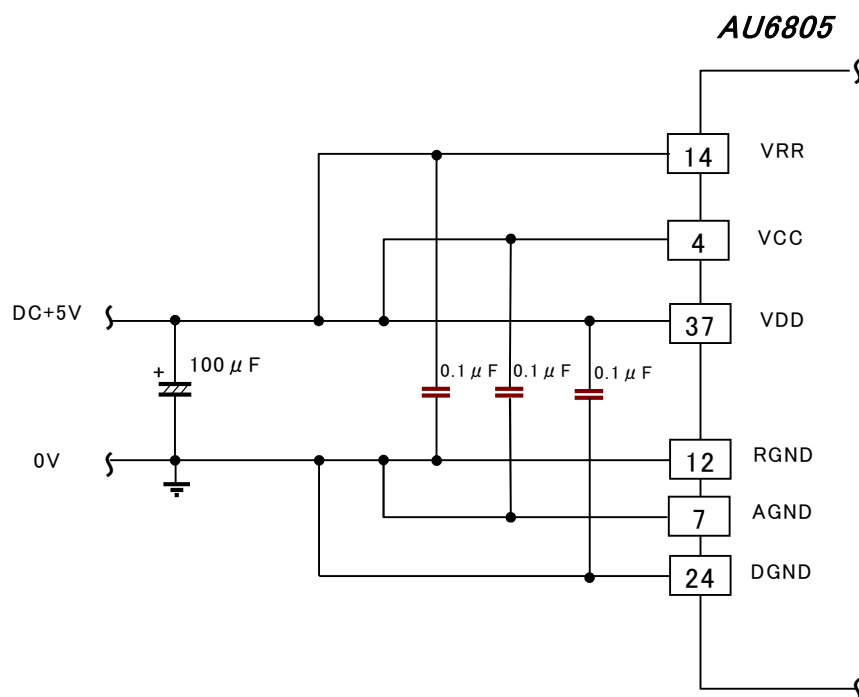 AU6805
14 VRR
4 VCC
DC+5V
37 VDD
+ 100μF
0.1μF 0.1μF 0.1μF
0V
12 RGND
7 AGND
24 DGND